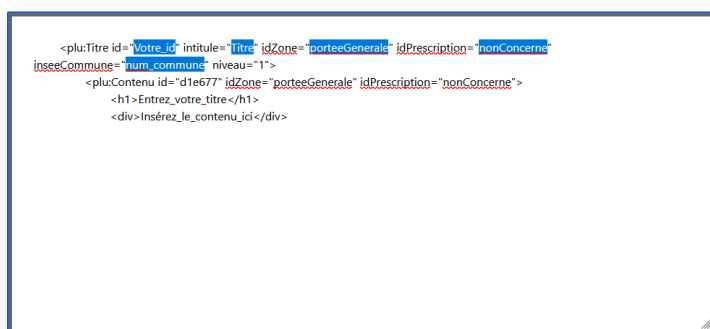 <plu:Titre id="Votre_id" intitule="Titre" idZone="porteeGenerale" idPrescription="nonConcerne"
inseeCommune="num_commune" niveau="1">
<plu:Contenu id="d1e677" idZone="porteeGenerale" idPrescription="nonConcerne">
<h1>Entrez_votre_titre</h1>
<div>Insérez_le_contenu_ici</div>